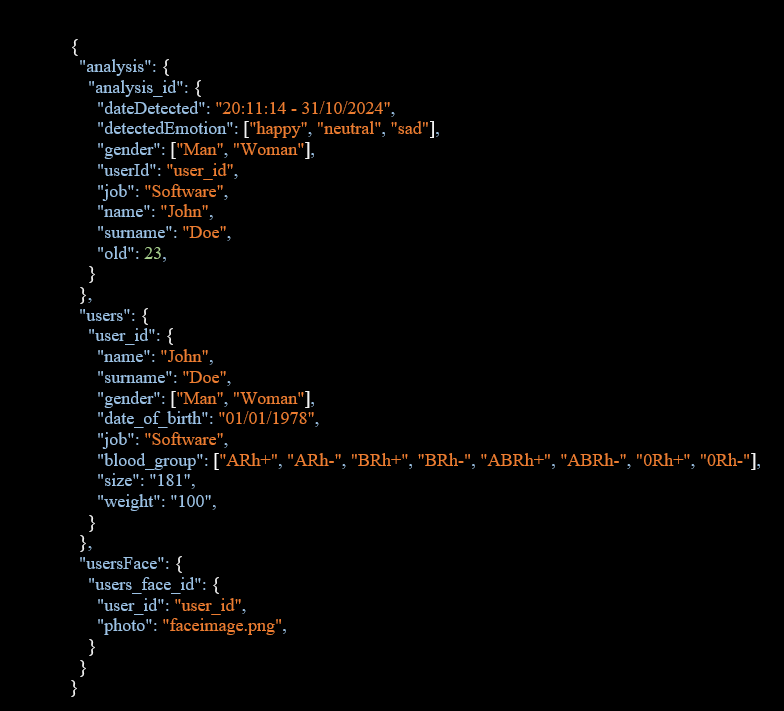 {
"analysis": {
"analysis_id": {
"dateDetected": "20:11:14 - 31/10/2024",
"detectedEmotion": ["happy", "neutral", "sad"],
"gender": ["Man", "Woman"],
"userId": "user_id",
"job": "Software",
"name": "John",
"surname": "Doe",
"old": 23,
}
},
"users": {
"user_id": {
"name": "John",
"surname": "Doe",
"gender": ["Man", "Woman"],
"date_of_birth": "01/01/1978",
"job": "Software",
"blood_group": ["ARh+", "ARh-", "BRh+", "BRh-", "ABRh+", "ABRh-", "0Rh+", "0Rh-"],
"size": "181",
"weight": "100",
}
},
"usersFace": {
"users_face_id": {
"user_id": "user_id",
"photo": "faceimage.png",
}
}
}